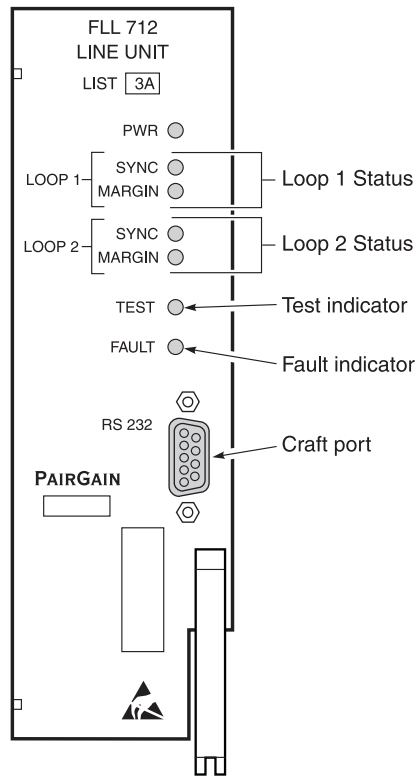 FLL 712
LINE UNIT
LIST 3A
PWR
LOOP 1
SYNC
MARGIN
Loop 1 Status
LOOP 2
SYNC
MARGIN
Loop 2 Status
TEST
Test indicator
FAULT
Fault indicator
RS 232
Craft port
PAIRGAIN